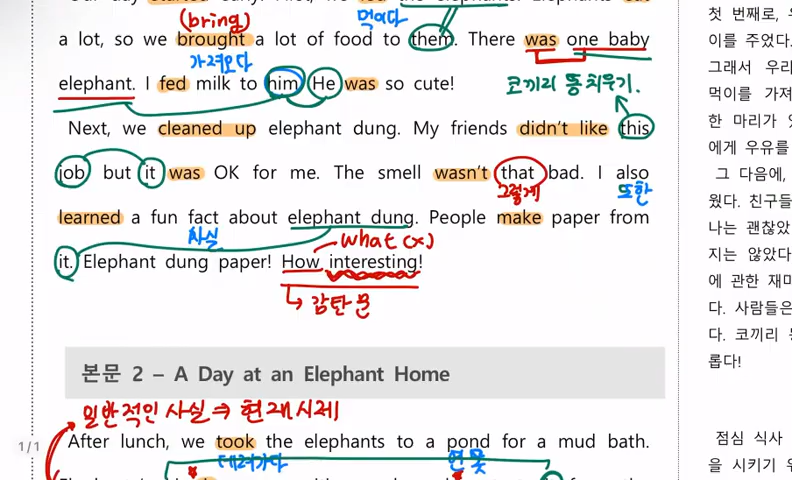 (bring)
먹이다
a lot, so we brought a lot of food to them. There was one baby
가져오다
elephant. I fed milk to him. He was so cute!
코끼리 똥 치우기.
Next, we cleaned up elephant dung. My friends didn't like this
job but it was OK for me. The smell wasn't that bad. I also
그렇게
또한
learned a fun fact about elephant dung. People make paper from
사실
what (x)
it. Elephant dung paper! How interesting!
↳ 감탄문
본문 2 – A Day at an Elephant Home
일반적인 사실 ⇒ 현재시제
1/1
After lunch, we took the elephants to a pond for a mud bath.
데려가다
연못
첫 번째로, 우
이를 주었다.
그래서 우리
먹이를 가져
한 마리가 있
에게 우유를
그 다음에,
웠다. 친구들
나는 괜찮았
지는 않았다
에 관한 재미
다. 사람들은
다. 코끼리 똥
롭다!
점심 식사
을 시키기 위